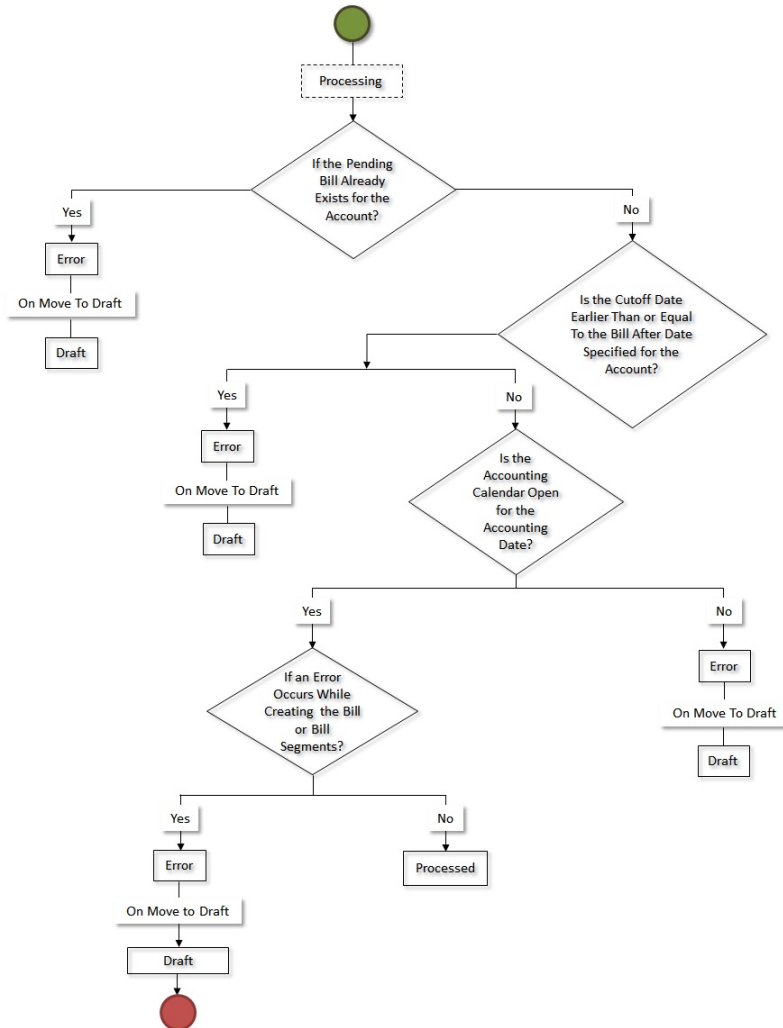 Processing
If the Pending
Bill Already
Exists for the
Account?
Yes
No
Error
On Move To Draft
Draft
Is the Cutoff Date
Earlier Than or Equal
To the Bill After Date
Specified for the
Account?
Yes
No
Error
On Move To Draft
Draft
Is the
Accounting
Calendar Open
for the
Accounting
Date?
Yes
No
Error
On Move To Draft
Draft
If an Error
Occurs While
Creating the Bill
or Bill
Segments?
Yes
No
Error
Processed
On Move to Draft
Draft